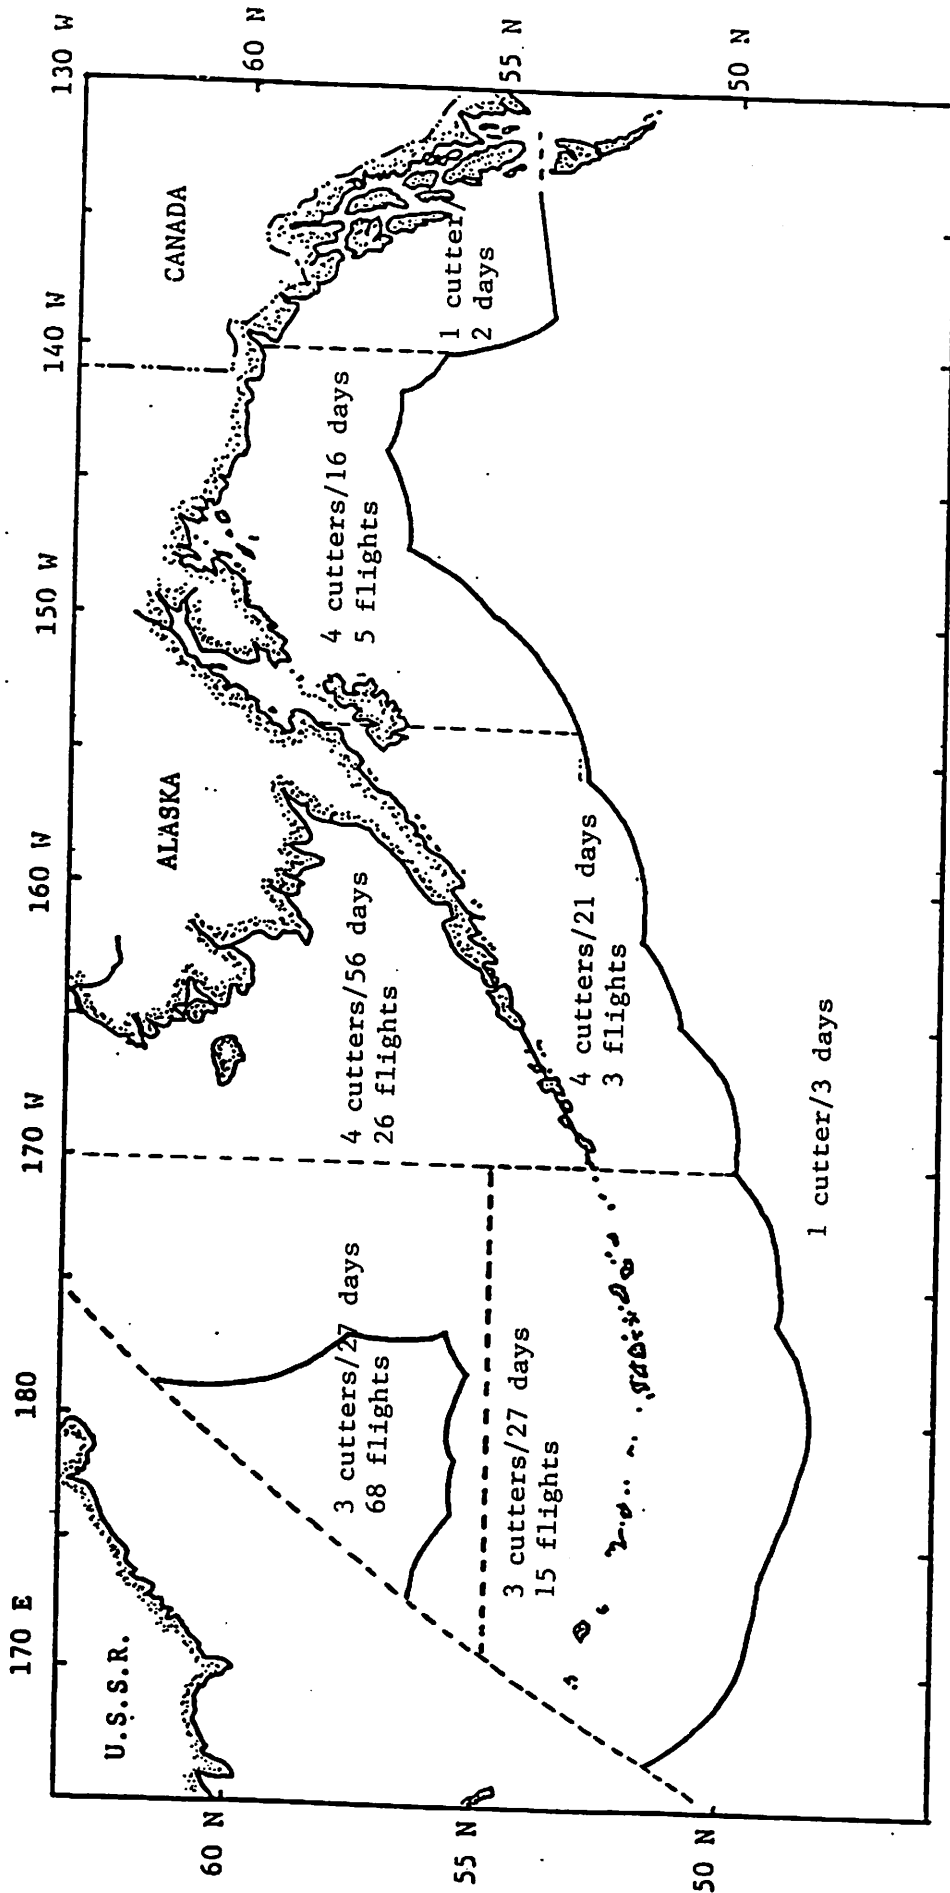 170 E
180
170 W
160 W
150 W
140 W
130 W
U.S.S.R.
ALASKA
CANADA
60 N
55 N
50 N
60 N
55 N
50 N
3 cutters/27 days
68 flights
4 cutters/56 days
26 flights
4 cutters/16 days
5 flights
1 cutter/
2 days
3 cutters/27 days
15 flights
4 cutters/21 days
3 flights
1 cutter/3 days